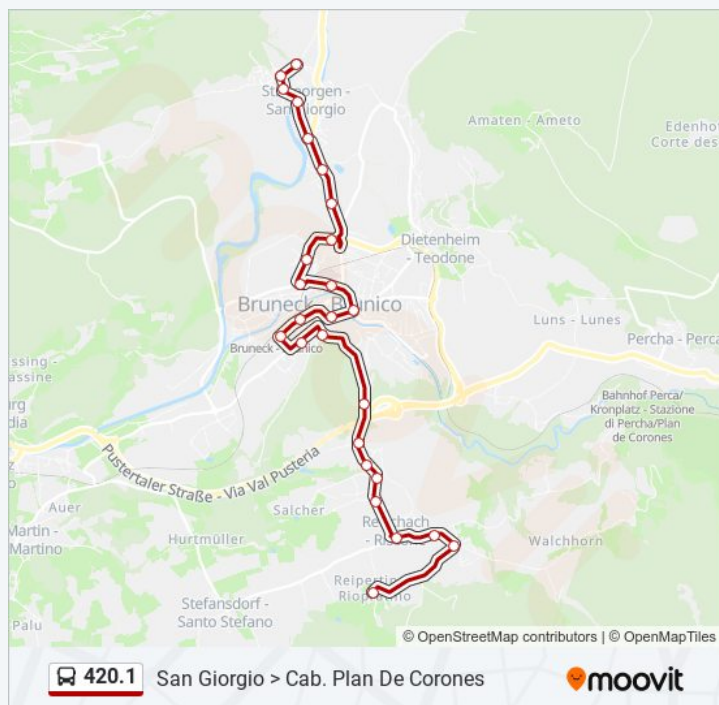 St. Georgen -
San Giorgio
Amaten - Ameto
Edenhof
Corte des
Dietenheim
- Teodone
Bruneck - Brunico
Luns - Lunes
Percha - Perca
Bruneck - Brunico
Bahnhof Percha/
Kronplatz - Stazione
di Percha/Plan
de Corones
Pustertaler Straße - Via Val Pusteria
Auer
Salcher
Martin -
Martino
Hurtmüller
Reischach
- Riscone
Walchhorn
Reipertin
Stefansdorf -
Santo Stefano
Palu
© OpenStreetMap contributors | © OpenMapTiles
420.1 San Giorgio > Cab. Plan De Corones moovit